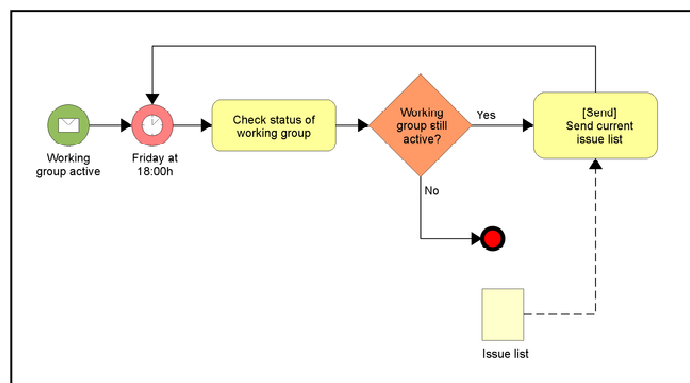 Working
group active
Friday at
18:00h
Check status of
working group
Working
group still
active?
Yes
No
[Send]
Send current
issue list
Issue list